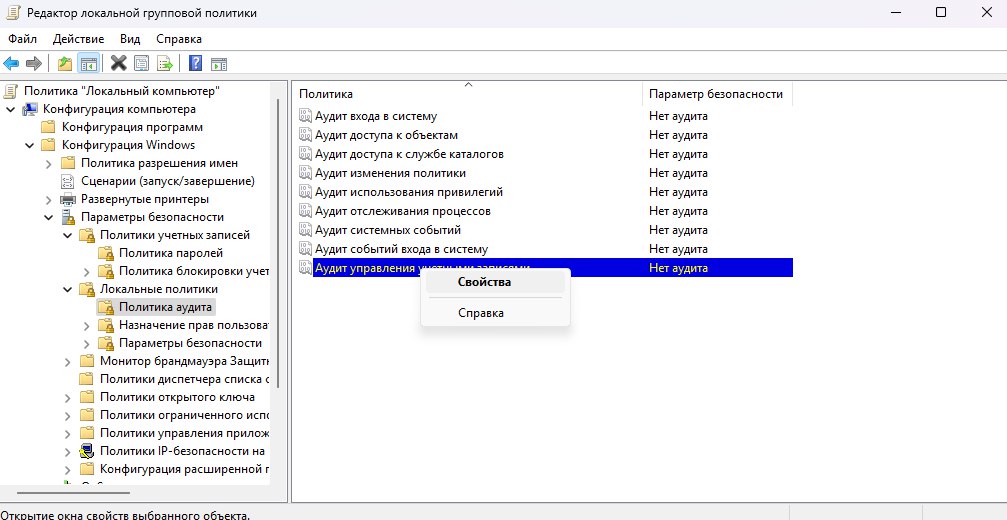 Редактор локальной групповой политики
Файл Действие Вид Справка
Политика "Локальный компьютер"
Конфигурация компьютера
Конфигурация программ
Конфигурация Windows
Политика разрешения имен
Сценарии (запуск/завершение)
Развернутые принтеры
Параметры безопасности
Политики учетных записей
Политика паролей
Политика блокировки учет
Локальные политики
Политика аудита
Назначение прав пользова
Параметры безопасности
Монитор брандмауэра Защитн
Политики диспетчера списка с
Политики открытого ключа
Политики ограниченного испо
Политики управления прилож
Политики IP-безопасности на
Конфигурация расширенной п
Политика Параметр безопасности
Аудит входа в систему Нет аудита
Аудит доступа к объектам Нет аудита
Аудит доступа к службе каталогов Нет аудита
Аудит изменения политики Нет аудита
Аудит использования привилегий Нет аудита
Аудит отслеживания процессов Нет аудита
Аудит системных событий Нет аудита
Аудит событий входа в систему Нет аудита
Аудит управления учетными записями Нет аудита
Свойства
Справка
Открытие окна свойств выбранного объекта.